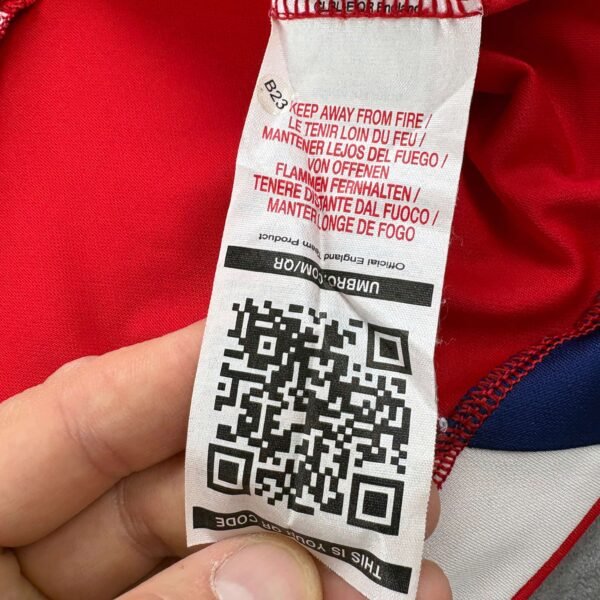 B23
KEEP AWAY FROM FIRE /
LE TENIR LOIN DU FEU /
MANTENER LEJOS DEL FUEGO /
VON OFFENEN
FLAMMEN FERNHALTEN /
TENERE DISTANTE DAL FUOCO /
MANTER LONGE DE FOGO
Official England Team Product
UMBRO.COM/QR
THIS IS YOUR QR CODE